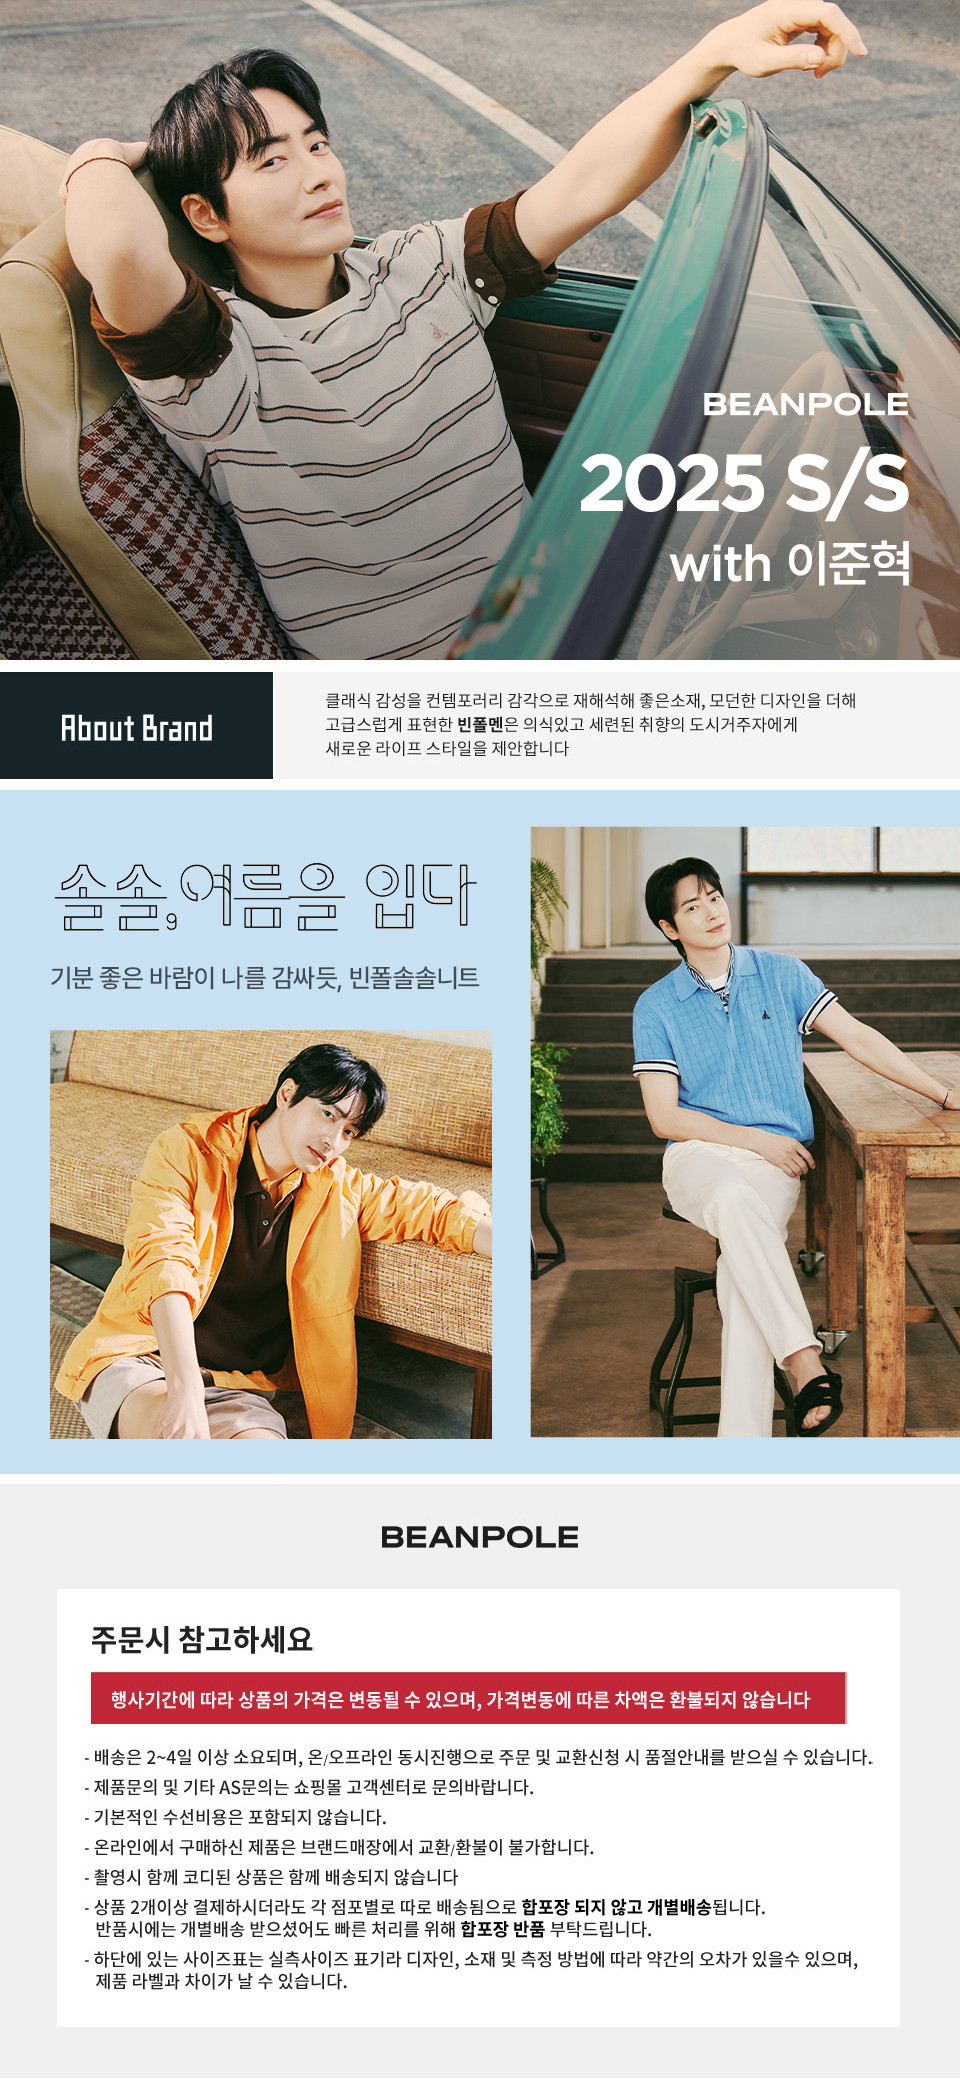 BEANPOLE
2025 S/S
with 이준혁
About Brand
클래식 감성을 컨템포러리 감각으로 재해석해 좋은소재, 모던한 디자인을 더해
고급스럽게 표현한 빈폴멘은 의식있고 세련된 취향의 도시거주자에게
새로운 라이프 스타일을 제안합니다
솔솔,여름을 입다
기분 좋은 바람이 나를 감싸듯, 빈폴솔솔니트
BEANPOLE
주문시 참고하세요
행사기간에 따라 상품의 가격은 변동될 수 있으며, 가격변동에 따른 차액은 환불되지 않습니다
- 배송은 2~4일 이상 소요되며, 온/오프라인 동시진행으로 주문 및 교환신청 시 품절안내를 받으실 수 있습니다.
- 제품문의 및 기타 AS문의는 쇼핑몰 고객센터로 문의바랍니다.
- 기본적인 수선비용은 포함되지 않습니다.
- 온라인에서 구매하신 제품은 브랜드매장에서 교환/환불이 불가합니다.
- 촬영시 함께 코디된 상품은 함께 배송되지 않습니다
- 상품 2개이상 결제하시더라도 각 점포별로 따로 배송됨으로 합포장 되지 않고 개별배송됩니다.
반품시에는 개별배송 받으셨어도 빠른 처리를 위해 합포장 반품 부탁드립니다.
- 하단에 있는 사이즈표는 실측사이즈 표기라 디자인, 소재 및 측정 방법에 따라 약간의 오차가 있을수 있으며,
제품 라벨과 차이가 날 수 있습니다.